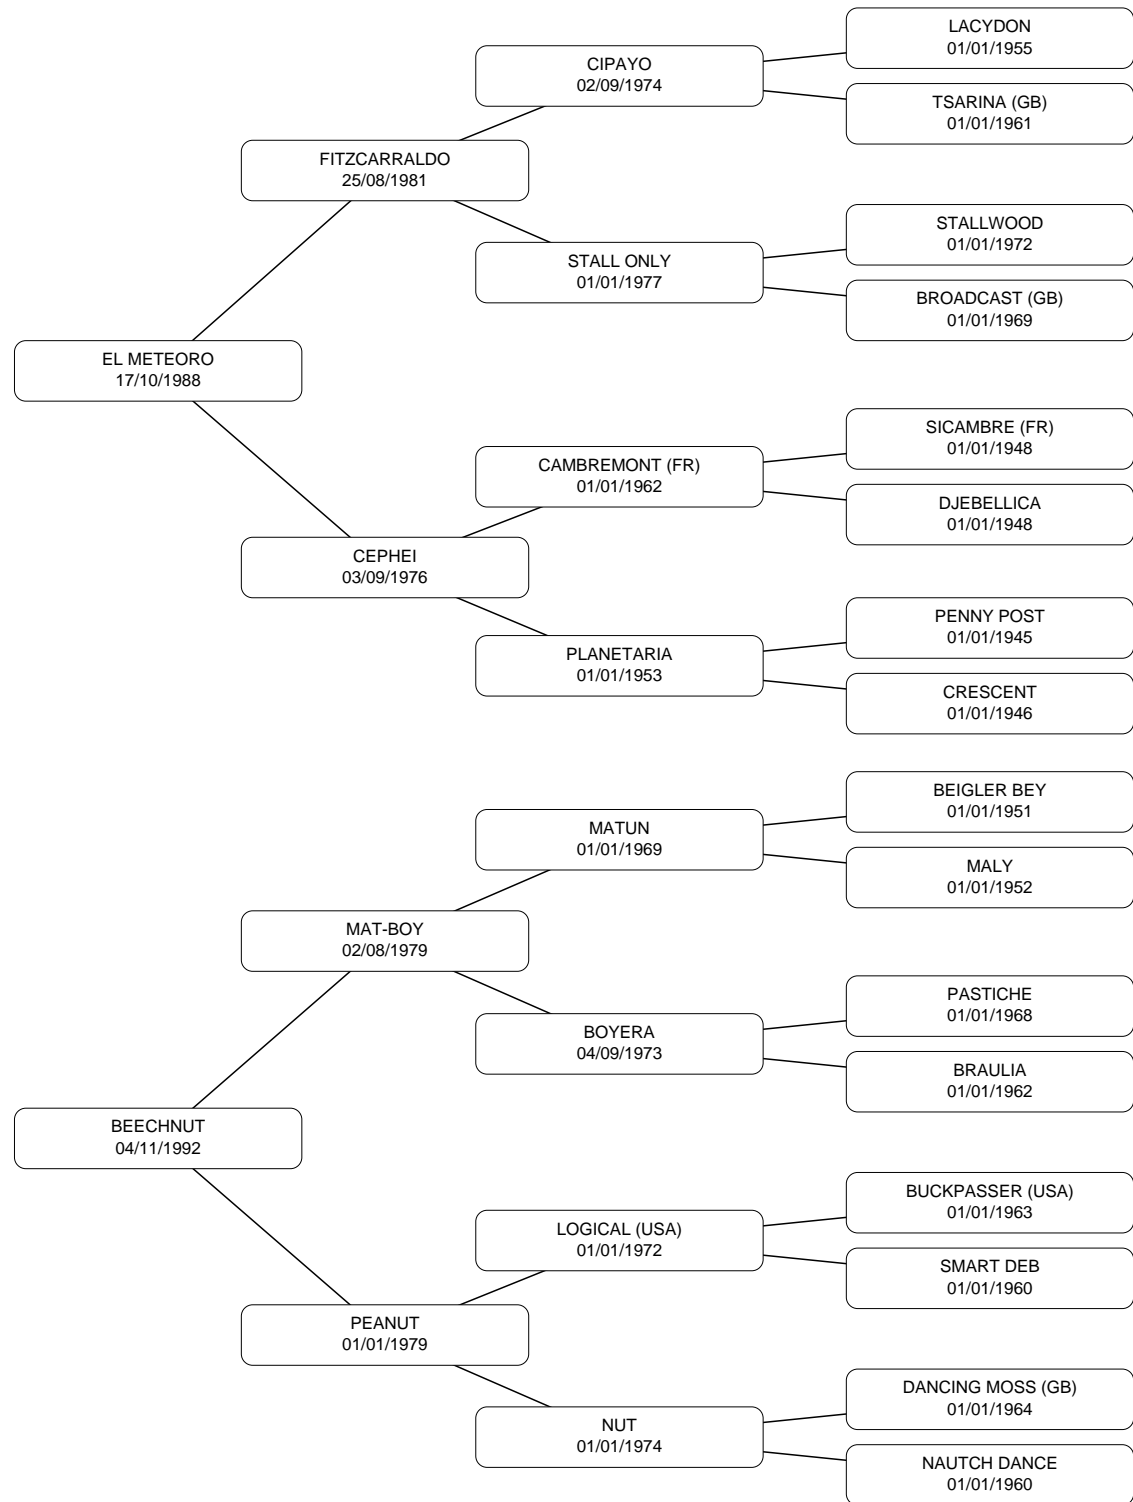 LACYDON
01/01/1955
CIPAYO
02/09/1974
TSARINA (GB)
01/01/1961
FITZCARRALDO
25/08/1981
STALLWOOD
01/01/1972
STALL ONLY
01/01/1977
BROADCAST (GB)
01/01/1969
EL METEORO
17/10/1988
SICAMBRE (FR)
01/01/1948
CAMBREMONT (FR)
01/01/1962
DJEBELLICA
01/01/1948
CEPHEI
03/09/1976
PENNY POST
01/01/1945
PLANETARIA
01/01/1953
CRESCENT
01/01/1946
BEIGLER BEY
01/01/1951
MATUN
01/01/1969
MALY
01/01/1952
MAT-BOY
02/08/1979
PASTICHE
01/01/1968
BOYERA
04/09/1973
BRAULIA
01/01/1962
BEECHNUT
04/11/1992
BUCKPASSER (USA)
01/01/1963
LOGICAL (USA)
01/01/1972
SMART DEB
01/01/1960
PEANUT
01/01/1979
DANCING MOSS (GB)
01/01/1964
NUT
01/01/1974
NAUTCH DANCE
01/01/1960